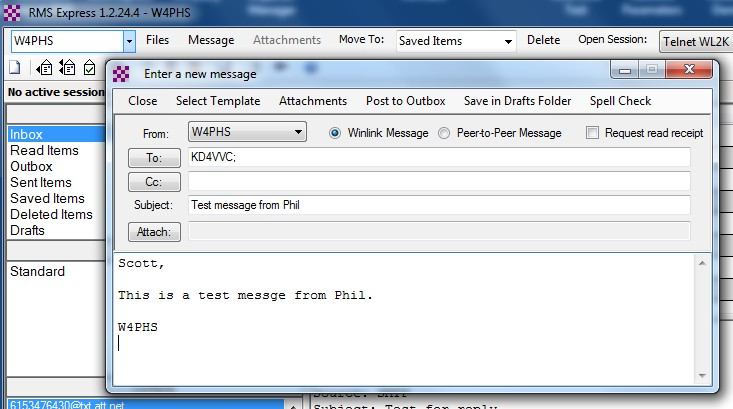 RMS Express 1.2.24.4 - W4PHS
W4PHS Files Message Attachments Move To: Saved Items Delete Open Session: Telnet WL2K
No active session
Enter a new message
Close Select Template Attachments Post to Outbox Save in Drafts Folder Spell Check
From: W4PHS Winlink Message Peer-to-Peer Message Request read receipt
To: KD4VVC;
Cc:
Subject: Test message from Phil
Attach:
Inbox
Read Items
Outbox
Sent Items
Saved Items
Deleted Items
Drafts
Standard
Scott,
This is a test messge from Phil.
W4PHS
6153476430@txt.att.net
Source: SMTP
Subject: Test for reply